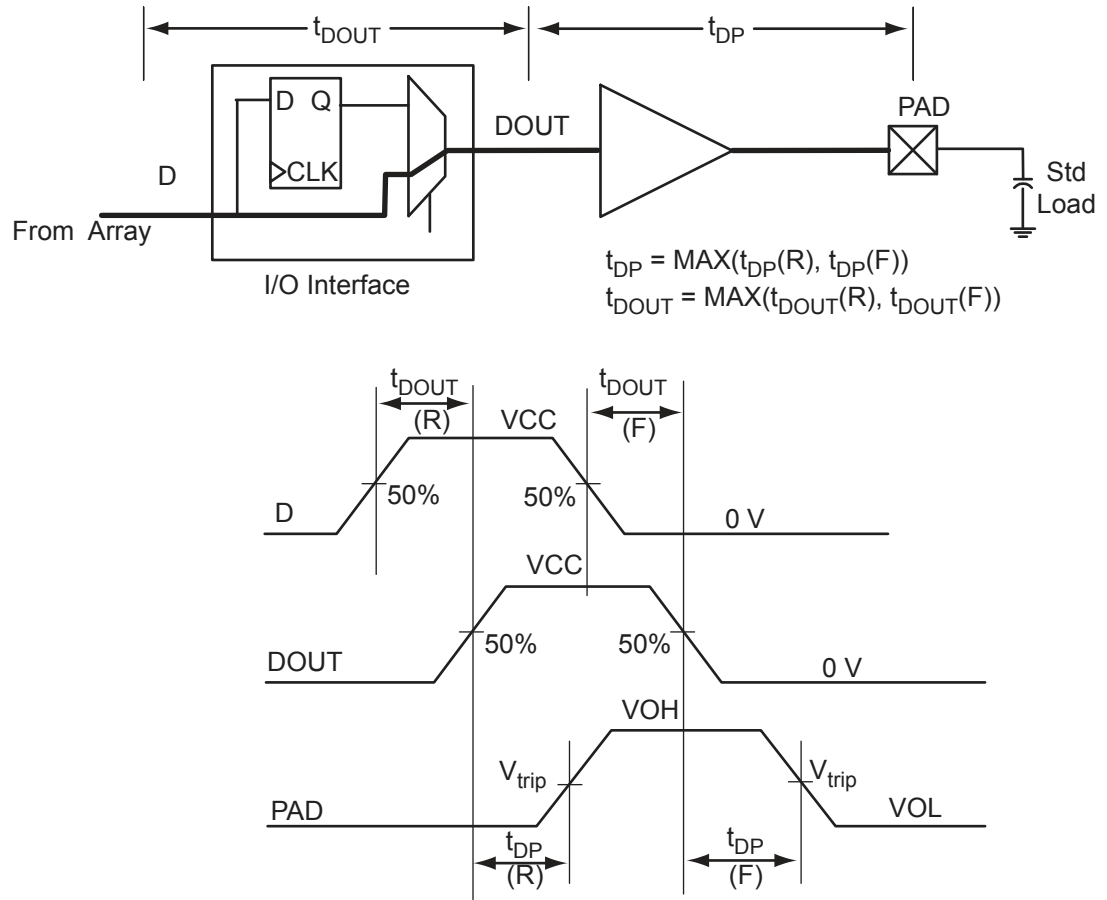 tDOUT
tDP
D Q
CLK
D
From Array
I/O Interface
DOUT
PAD
Std
Load
tDP = MAX(tDP(R), tDP(F))
tDOUT = MAX(tDOUT(R), tDOUT(F))
tDOUT
(R)
VCC
tDOUT
(F)
50%
50%
D
0 V
VCC
50%
50%
DOUT
0 V
VOH
Vtrip
Vtrip
PAD
VOL
tDP
(R)
tDP
(F)